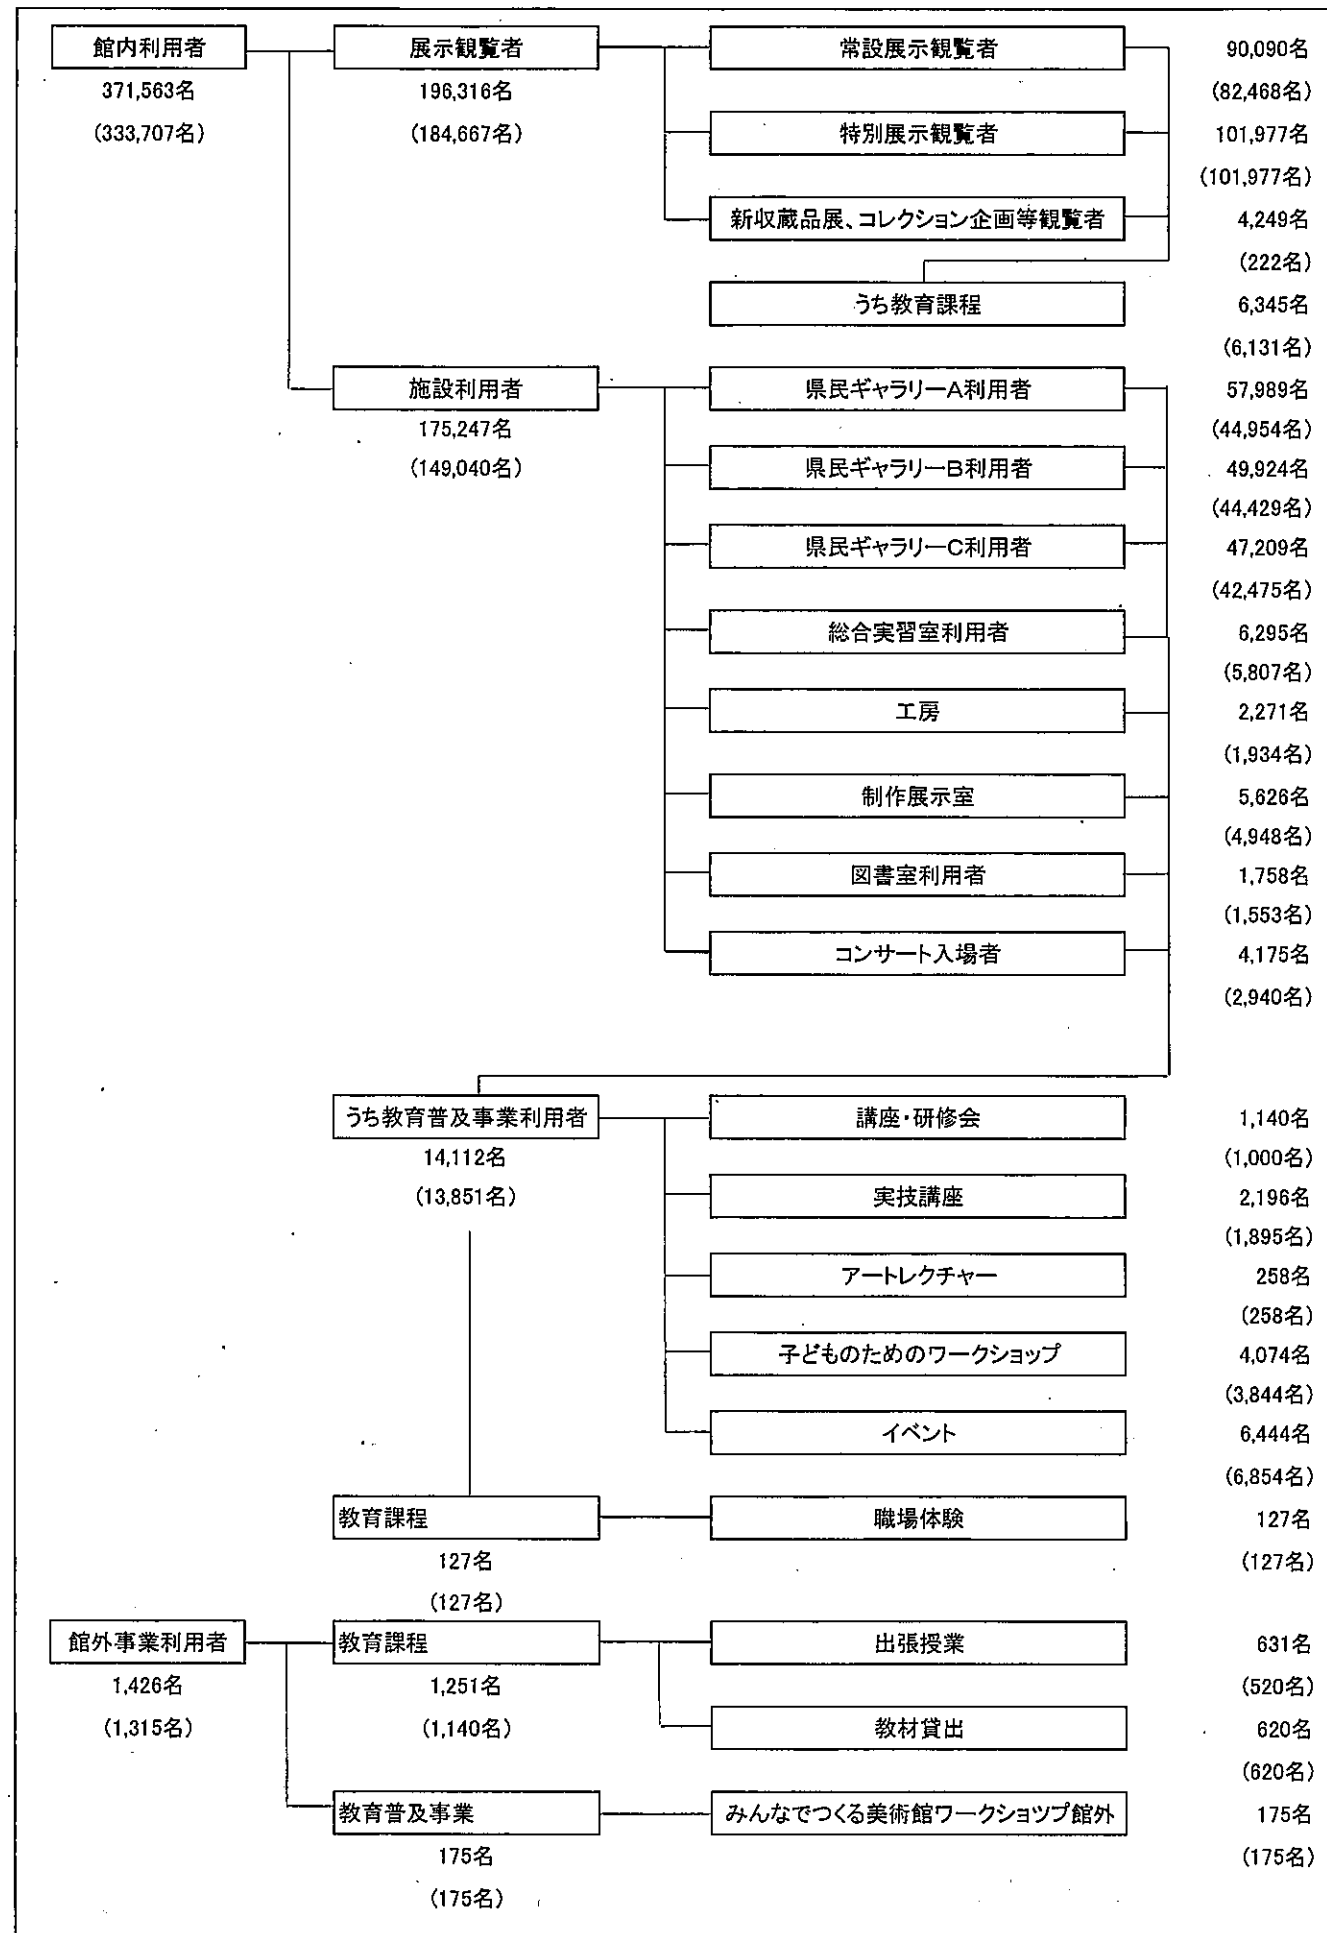 館内利用者 展示観覧者 常設展示観覧者 90,090名
371,563名 196,316名 (82,468名)
(333,707名) (184,667名) 特別展示観覧者 101,977名
(101,977名)
新収蔵品展、コレクション企画等観覧者 4,249名
(222名)
うち教育課程 6,345名
(6,131名)
施設利用者 県民ギャラリーA利用者 57,989名
175,247名 (44,954名)
(149,040名) 県民ギャラリーB利用者 49,924名
(44,429名)
県民ギャラリーC利用者 47,209名
(42,475名)
総合実習室利用者 6,295名
(5,807名)
工房 2,271名
(1,934名)
制作展示室 5,626名
(4,948名)
図書室利用者 1,758名
(1,553名)
コンサート入場者 4,175名
(2,940名)
うち教育普及事業利用者 講座・研修会 1,140名
14,112名 (1,000名)
(13,851名) 実技講座 2,196名
(1,895名)
アートレクチャー 258名
(258名)
子どものためのワークショップ 4,074名
(3,844名)
イベント 6,444名
(6,854名)
教育課程 職場体験 127名
127名 (127名)
(127名)
館外事業利用者 教育課程 出張授業 631名
1,426名 1,251名 (520名)
(1,315名) (1,140名) 教材貸出 620名
(620名)
教育普及事業 みんなでつくる美術館ワークショツプ館外 175名
175名 (175名)
(175名)